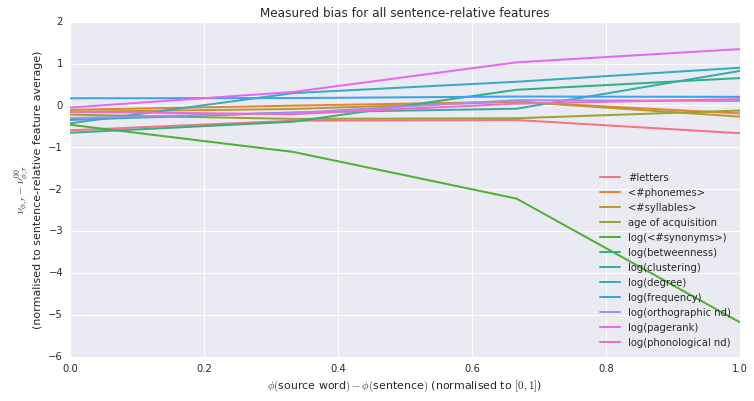 Measured bias for all sentence-relative features
2
1
0
−1
−2
−3
−4
−5
−6
ν_{ϕ,r} − ν^{00}_{ϕ,r}
(normalised to sentence-relative feature average)
#letters
<#phonemes>
<#syllables>
age of acquisition
log(<#synonyms>)
log(betweenness)
log(clustering)
log(degree)
log(frequency)
log(orthographic nd)
log(pagerank)
log(phonological nd)
0.0 0.2 0.4 0.6 0.8 1.0
ϕ(source word) − ϕ(sentence) (normalised to [0, 1])